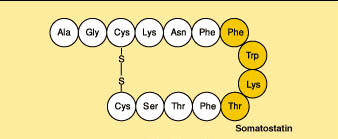 Ala Gly Cys Lys Asn Phe Phe
Trp
S
S
Lys
Cys Ser Thr Phe Thr
Somatostatin